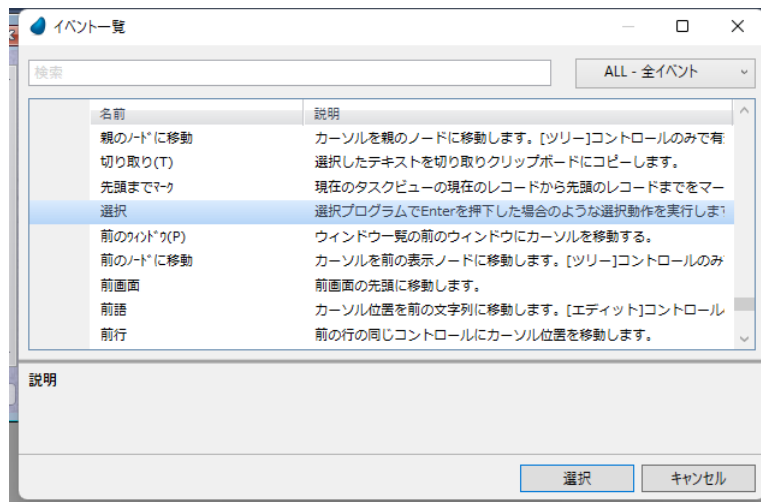 イベント一覧
検索
ALL - 全イベント
名前 説明
親のﾉｰﾄﾞに移動 カーソルを親のノードに移動します。[ツリー]コントロールのみで有
切り取り(T) 選択したテキストを切り取りクリップボードにコピーします。
先頭までﾏｰｸ 現在のタスクビューの現在のレコードから先頭のレコードまでをマー
選択 選択プログラムでEnterを押下した場合のような選択動作を実行しま
前のｳｨﾝﾄﾞｳ(P) ウィンドウ一覧の前のウィンドウにカーソルを移動する。
前のﾉｰﾄﾞに移動 カーソルを前の表示ノードに移動します。[ツリー]コントロールのみ
前画面 前画面の先頭に移動します。
前語 カーソル位置を前の文字列に移動します。[エディット]コントロール
前行 前の行の同じコントロールにカーソル位置を移動します。
説明
選択 キャンセル